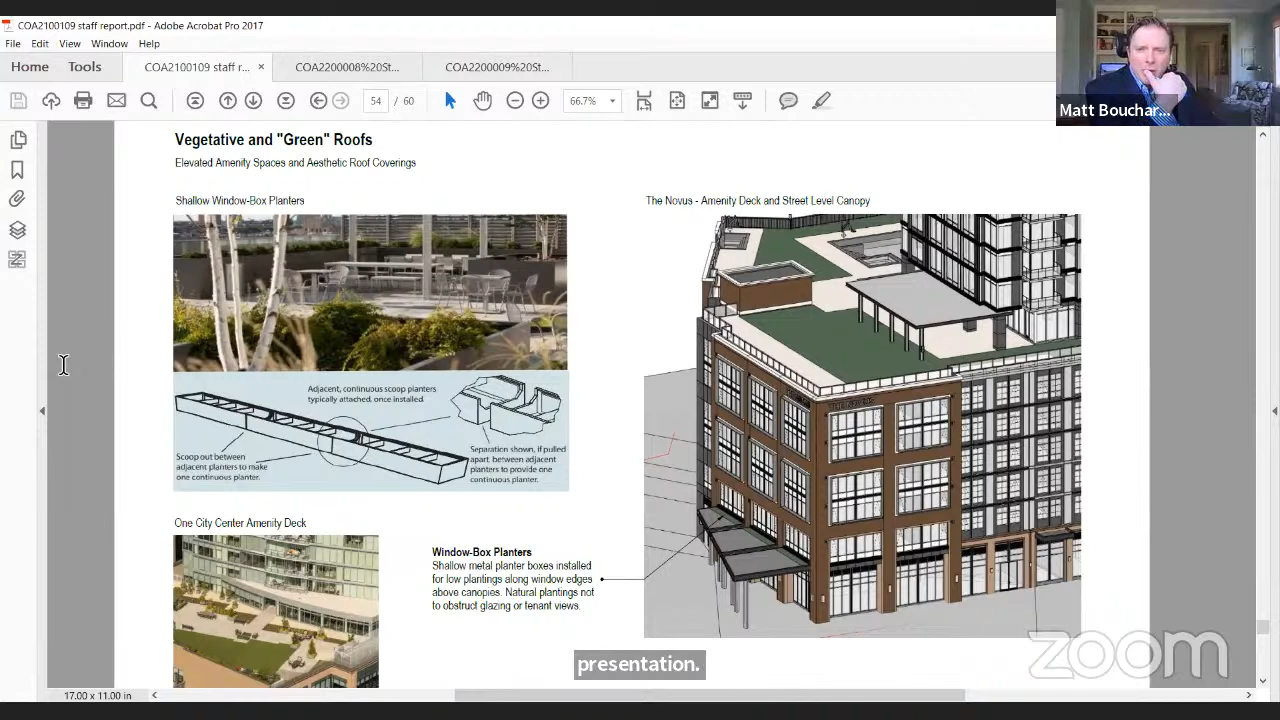 COA2100109 staff report.pdf - Adobe Acrobat Pro 2017
File Edit View Window Help
Home Tools COA2100109 staff r... × COA2200008%20St... COA2200009%20St...
54 / 60 66.7%
Matt Bouchar...
Vegetative and "Green" Roofs
Elevated Amenity Spaces and Aesthetic Roof Coverings
Shallow Window-Box Planters
The Novus - Amenity Deck and Street Level Canopy
Adjacent, continuous scoop planters
typically attached, once installed.
Scoop out between
adjacent planters to make
one continuous planter.
Separation shown, if pulled
apart, between adjacent
planters to provide one
continuous planter.
One City Center Amenity Deck
Window-Box Planters
Shallow metal planter boxes installed
for low plantings along window edges
above canopies. Natural plantings not
to obstruct glazing or tenant views.
presentation.
zoom
17.00 x 11.00 in